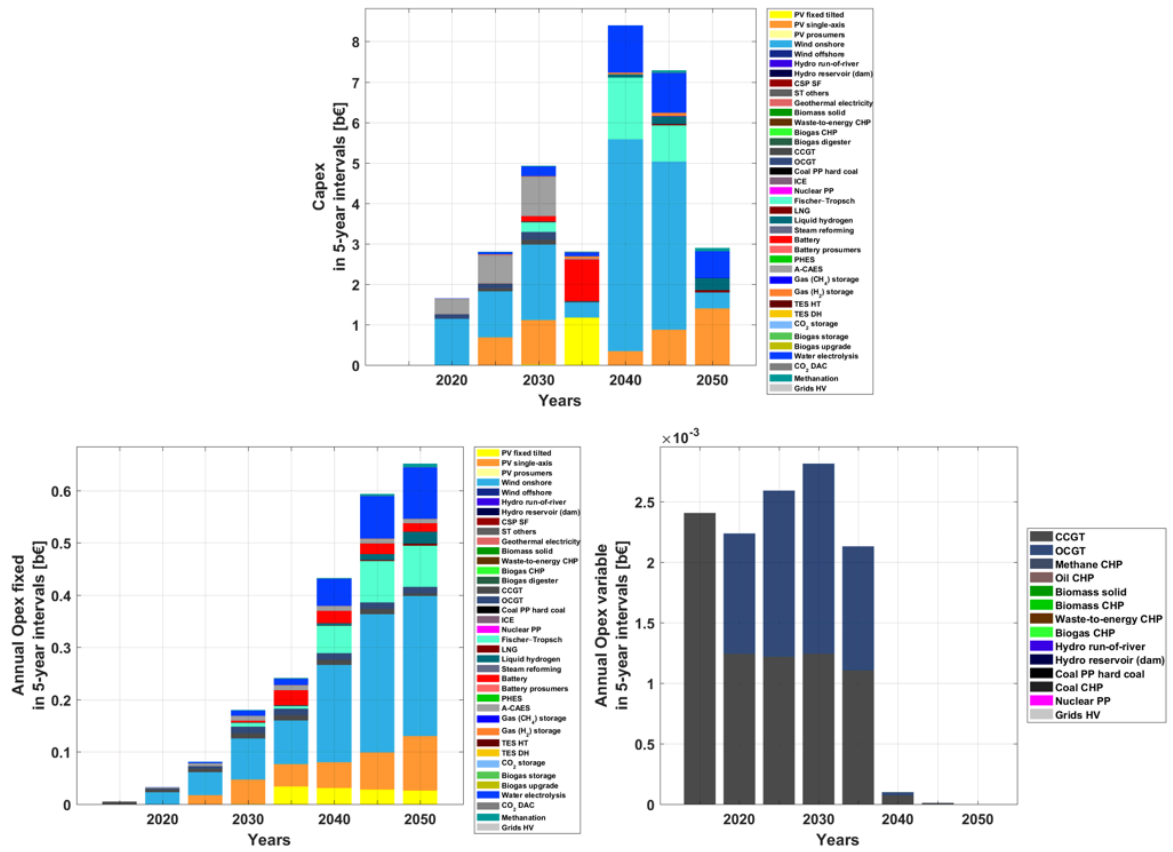 Capex
in 5-year intervals [b€]
8
7
6
5
4
3
2
1
0
2020
2030
2040
2050
Years
PV fixed tilted
PV single-axis
PV prosumers
Wind onshore
Wind offshore
Hydro run-of-river
Hydro reservoir (dam)
CSP SF
ST others
Geothermal electricity
Biomass solid
Waste-to-energy CHP
Biogas CHP
Biogas digester
CCGT
OCGT
Coal PP hard coal
ICE
Nuclear PP
Fischer-Tropsch
LNG
Liquid hydrogen
Steam reforming
Battery
Battery prosumers
PHES
A-CAES
Gas (CH₄) storage
Gas (H₂) storage
TES HT
TES DH
CO₂ storage
Biogas storage
Biogas upgrade
Water electrolysis
CO₂ DAC
Methanation
Grids HV
Annual Opex fixed
in 5-year intervals [b€]
0.6
0.5
0.4
0.3
0.2
0.1
0
2020
2030
2040
2050
Years
PV fixed tilted
PV single-axis
PV prosumers
Wind onshore
Wind offshore
Hydro run-of-river
Hydro reservoir (dam)
CSP SF
ST others
Geothermal electricity
Biomass solid
Waste-to-energy CHP
Biogas CHP
Biogas digester
CCGT
OCGT
Coal PP hard coal
ICE
Nuclear PP
Fischer-Tropsch
LNG
Liquid hydrogen
Steam reforming
Battery
Battery prosumers
PHES
A-CAES
Gas (CH₄) storage
Gas (H₂) storage
TES HT
TES DH
CO₂ storage
Biogas storage
Biogas upgrade
Water electrolysis
CO₂ DAC
Methanation
Grids HV
Annual Opex variable
in 5-year intervals [b€]
×10⁻³
2.5
2
1.5
1
0.5
0
2020
2030
2040
2050
Years
CCGT
OCGT
Methane CHP
Oil CHP
Biomass solid
Biomass CHP
Waste-to-energy CHP
Biogas CHP
Hydro run-of-river
Hydro reservoir (dam)
Coal PP hard coal
Coal CHP
Nuclear PP
Grids HV